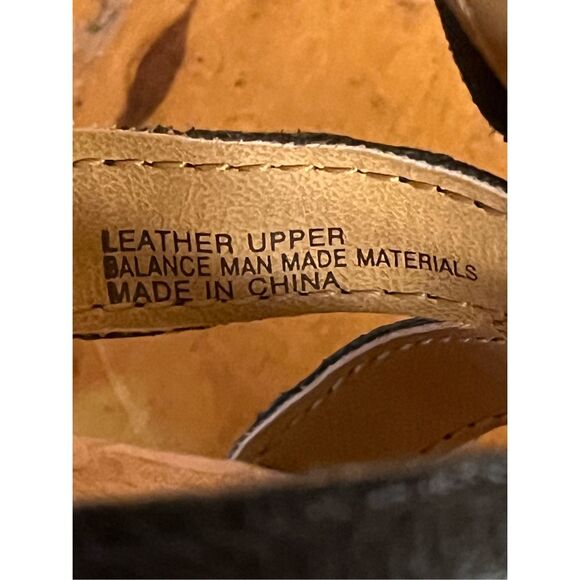 LEATHER UPPER
BALANCE MAN MADE MATERIALS
MADE IN CHINA